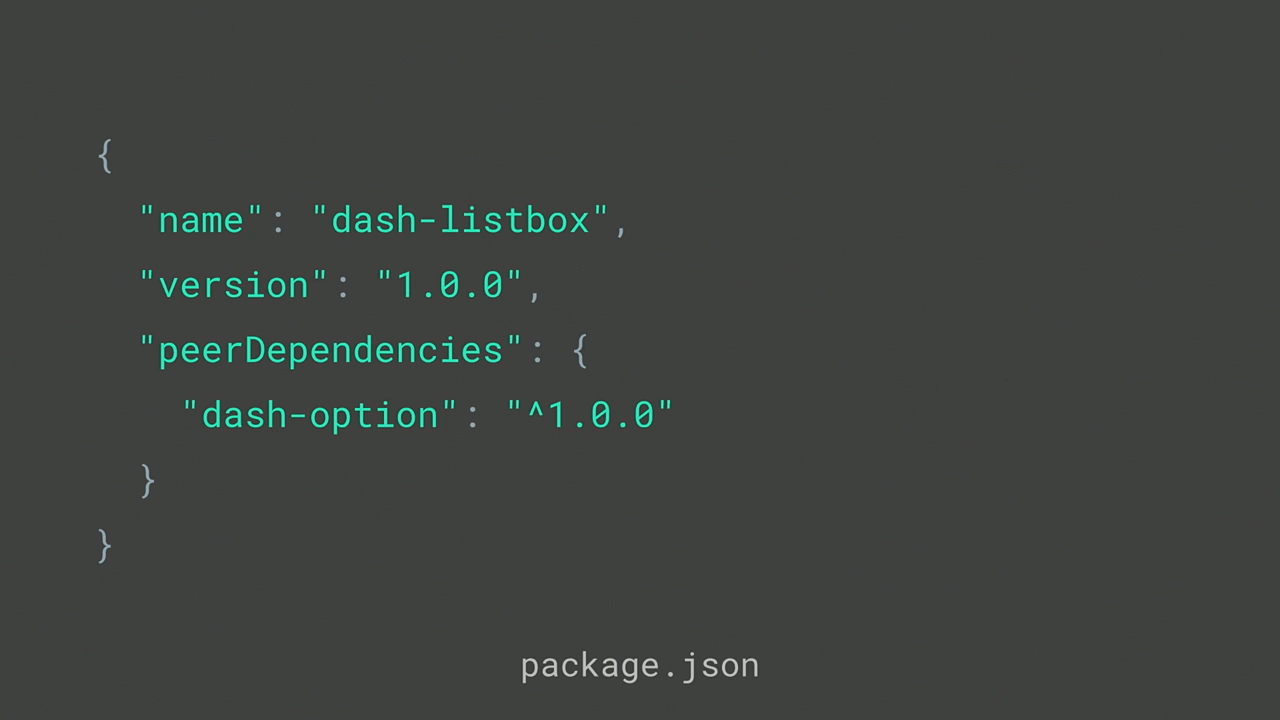 {
"name": "dash-listbox",
"version": "1.0.0",
"peerDependencies": {
"dash-option": "^1.0.0"
}
}
package.json